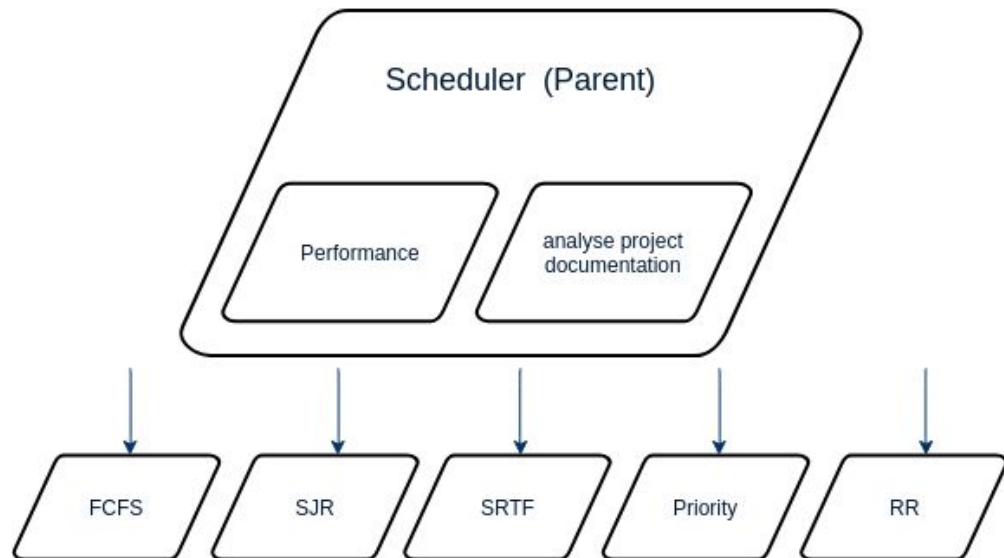 Scheduler (Parent)
Performance
analyse project
documentation
FCFS
SJR
SRTF
Priority
RR